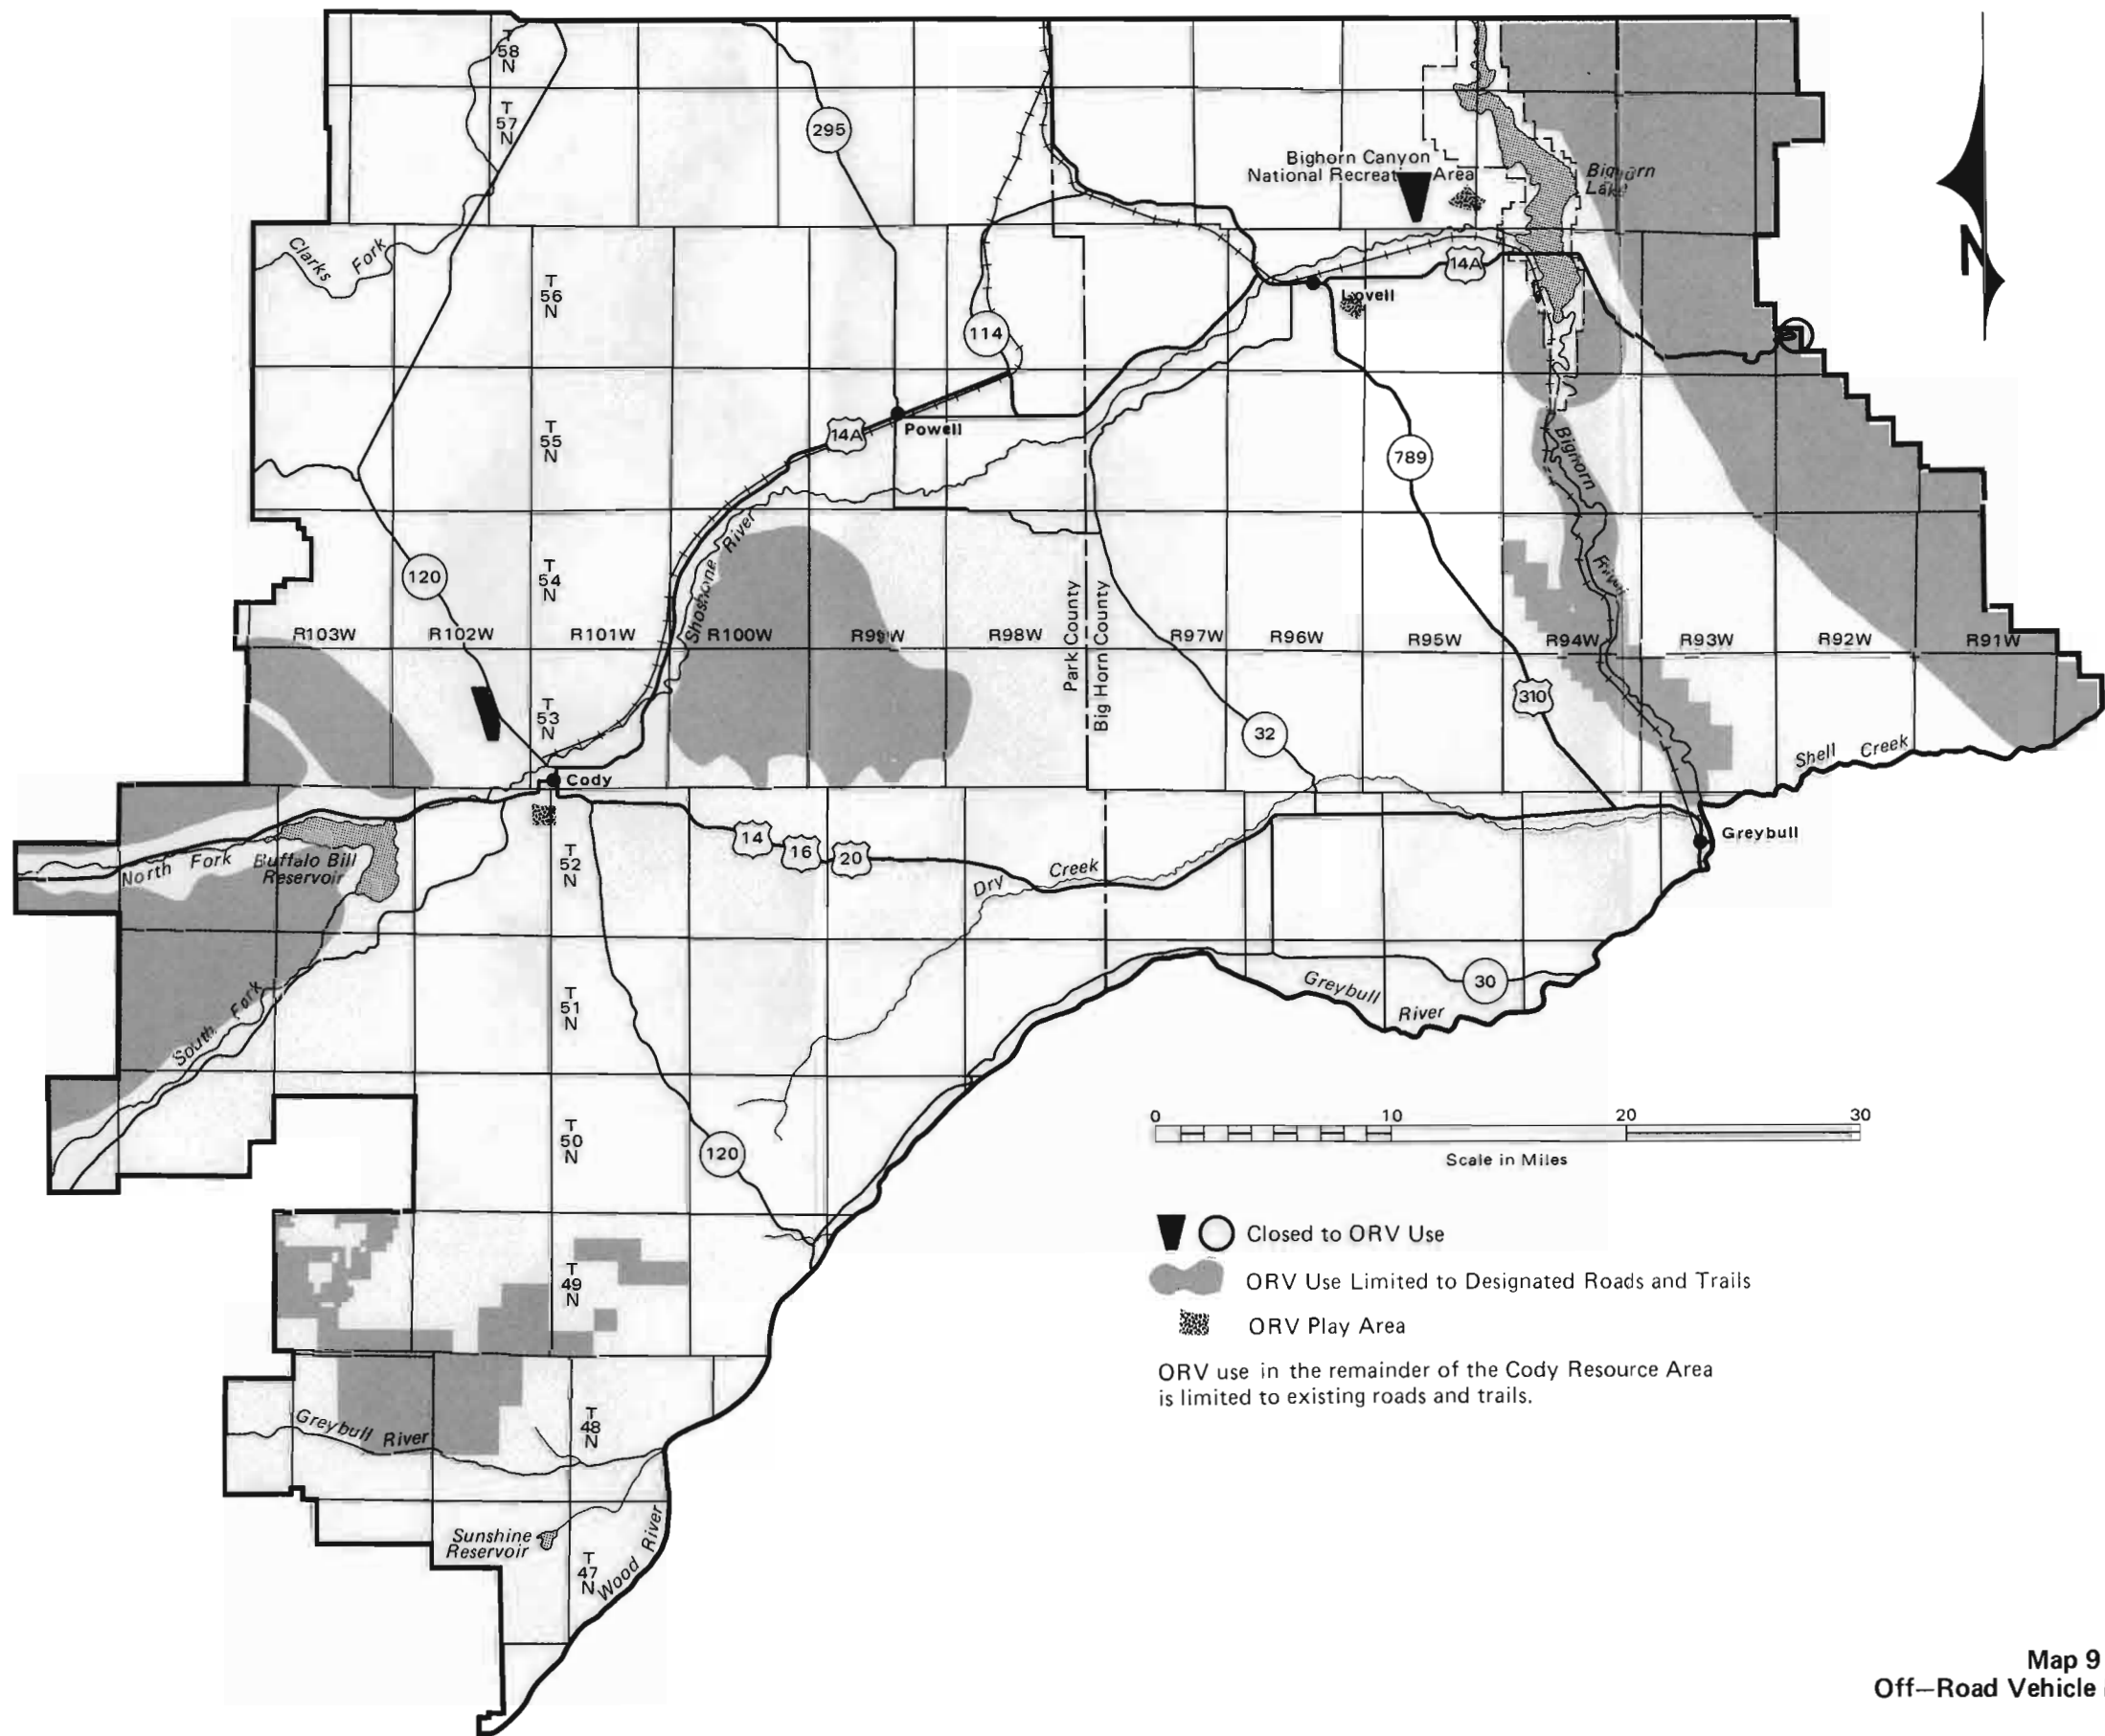 T
58
N
T
57
N
295
Bighorn Canyon
National Recreation Area
Bighorn
Lake
N
Clarks Fork
T
56
N
114
14A
Lovell
T
55
N
14A
Powell
789
Bighorn
River
120
T
54
N
Shoshone River
R103W
R102W
R101W
R100W
R99W
R98W
Park County
Big Horn County
R97W
R96W
R95W
R94W
R93W
R92W
R91W
T
53
N
32
310
Shell Creek
Cody
14
16
20
Dry Creek
Greybull
North Fork
Buffalo Bill
Reservoir
T
52
N
South Fork
T
51
N
Greybull River
30
T
50
N
120
0 10 20 30
Scale in Miles
Closed to ORV Use
ORV Use Limited to Designated Roads and Trails
ORV Play Area
ORV use in the remainder of the Cody Resource Area
is limited to existing roads and trails.
T
49
N
Greybull River
T
48
N
Sunshine
Reservoir
T
47
N
Wood River
Map 9
Off—Road Vehicle